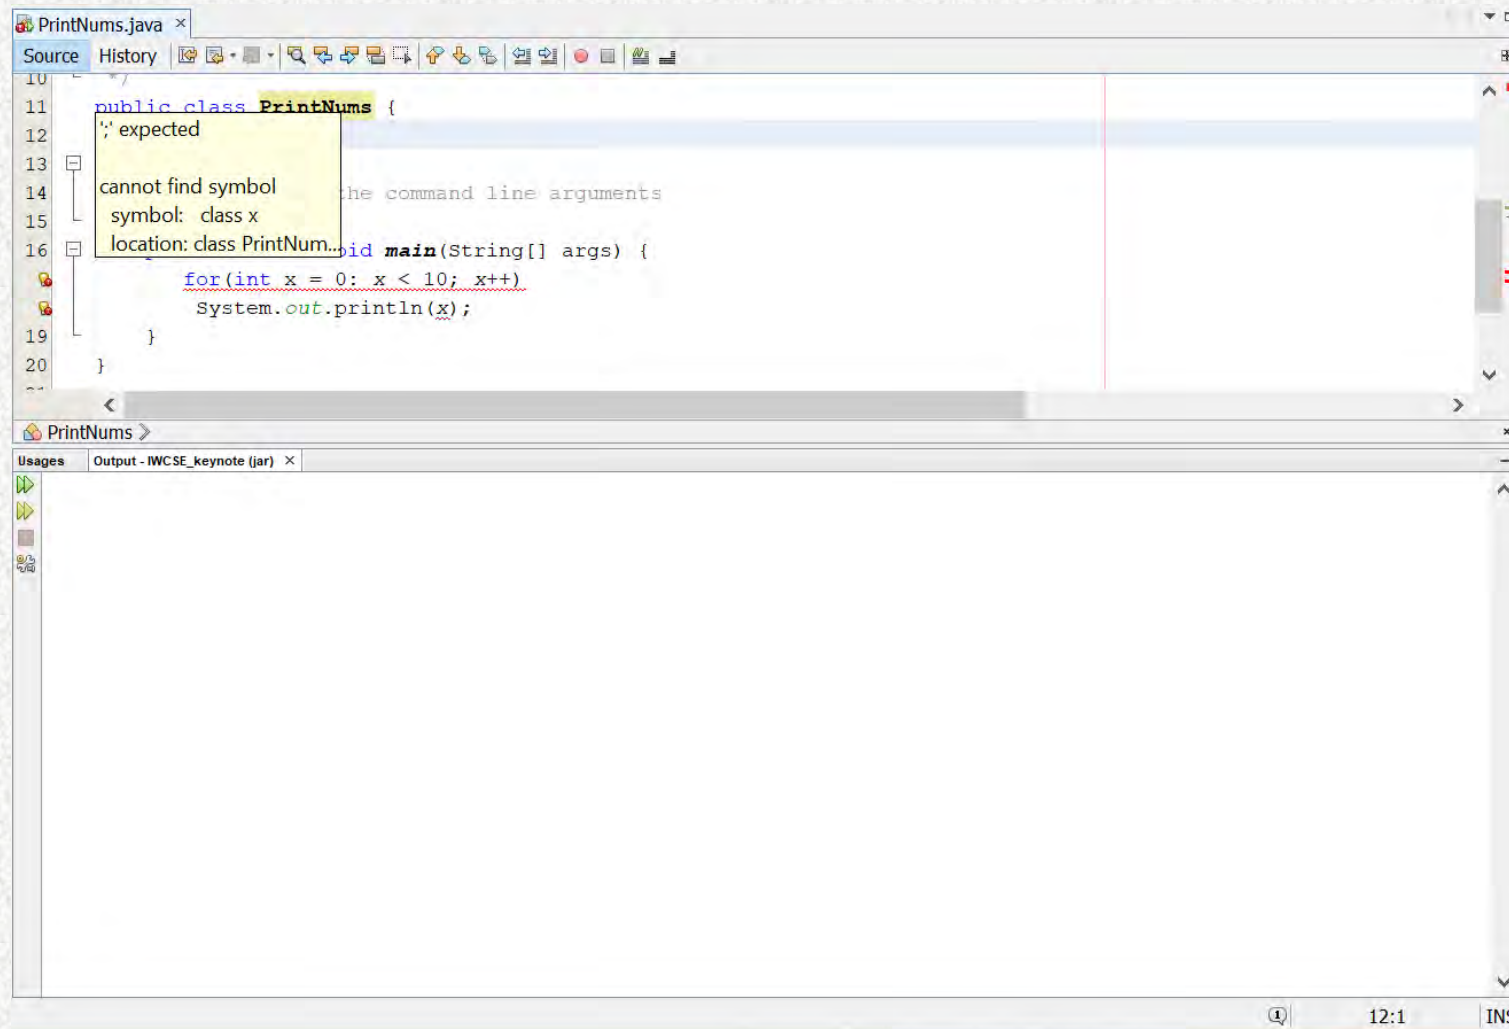 PrintNums.java ×
Source History
10 */
11 public class PrintNums {
12
';' expected
13
cannot find symbol
14 the command line arguments
symbol: class x
15
location: class PrintNum...
16 main(String[] args) {
for(int x = 0: x < 10; x++)
System.out.println(x);
19 }
20 }
PrintNums
Usages Output - IWCSE_keynote (jar) ×
12:1 INS